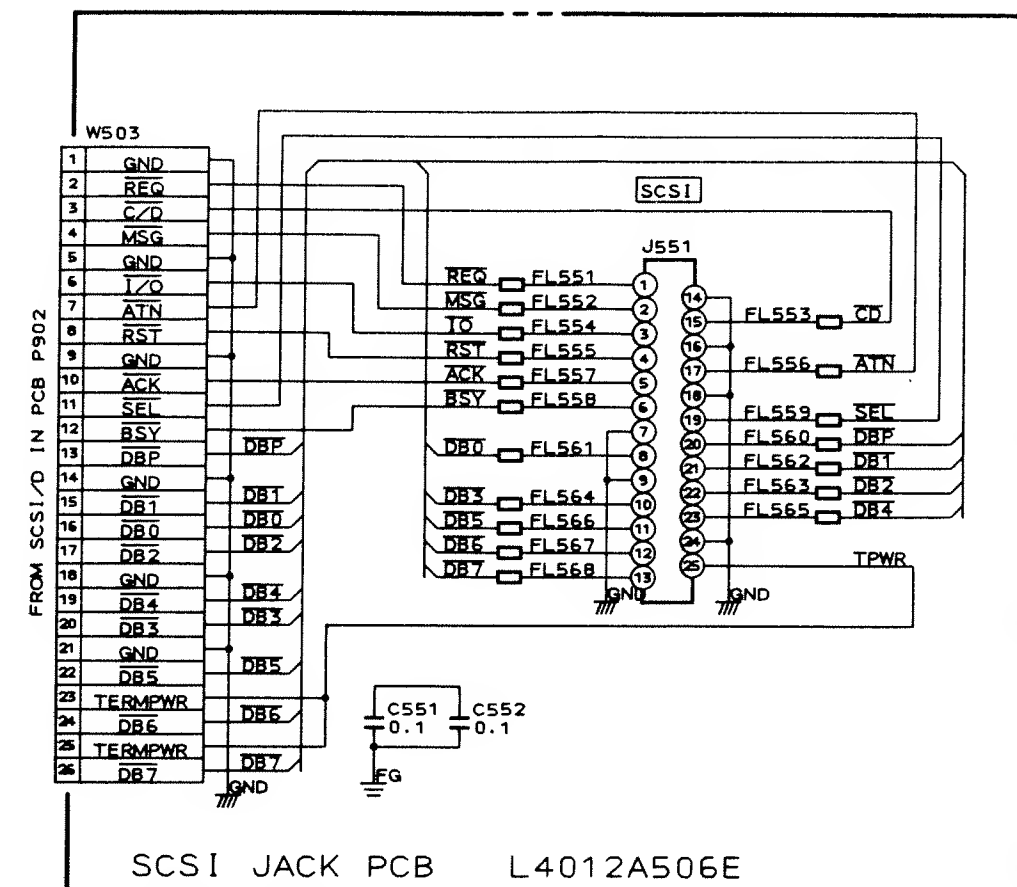 W503
1 GND
2 REQ
3 C/D
4 MSG
5 GND
6 I/O
7 ATN
8 RST
9 GND
10 ACK
11 SEL
12 BSY
13 DBP
14 GND
15 DB1
16 DB0
17 DB2
18 GND
19 DB4
20 DB3
21 GND
22 DB5
23 TERMPWR
24 DB6
25 TERMPWR
26 DB7
FROM SCSI/D IN PCB P902
DBP
DB1
DB0
DB2
DB4
DB3
DB5
DB6
DB7
GND
SCSI
J551
REQ FL551 1
MSG FL552 2
IO FL554 3
RST FL555 4
ACK FL557 5
BSY FL558 6
7
DB0 FL561 8
9
DB3 FL564 10
DB5 FL566 11
DB6 FL567 12
DB7 FL568 13
GND
14
15 FL553 CD
16
17 FL556 ATN
18
19 FL559 SEL
20 FL560 DBP
21 FL562 DB1
22 FL563 DB2
23 FL565 DB4
24
25 TPWR
GND
C551 0.1
C552 0.1
FG
SCSI JACK PCB L4012A506E